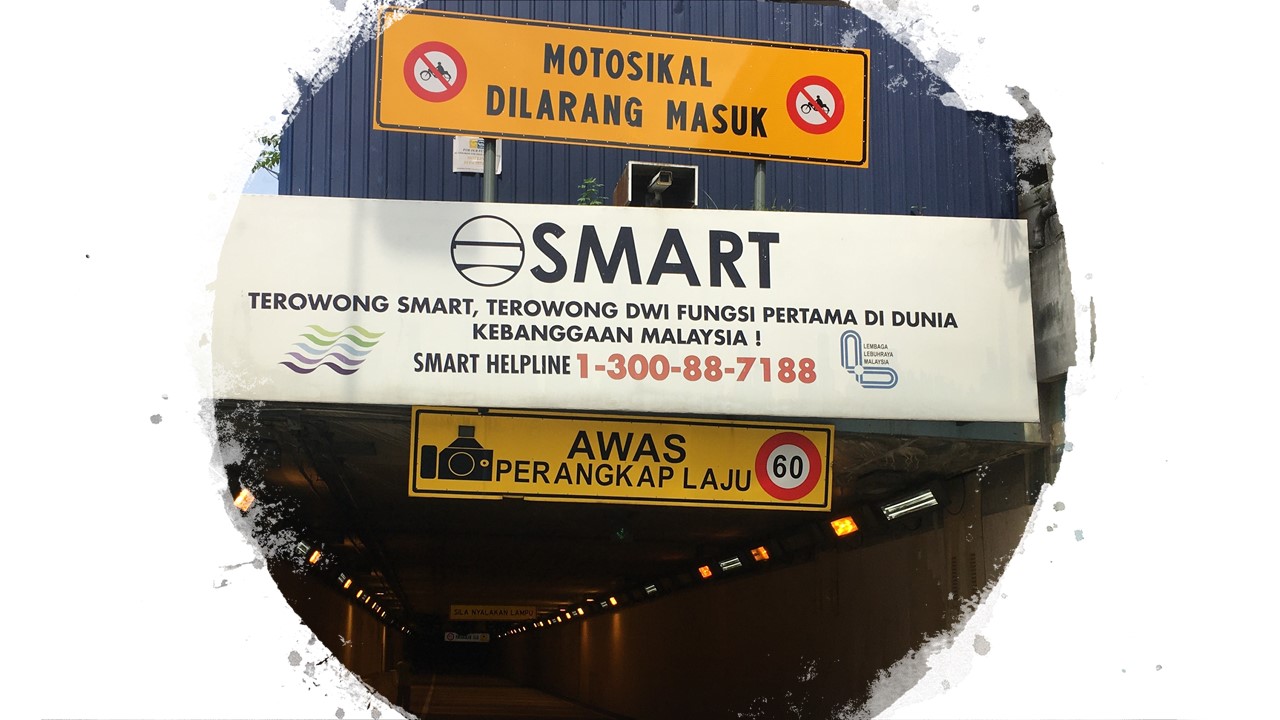 MOTOSIKAL
DILARANG MASUK
SMART
TEROWONG SMART, TEROWONG DWI FUNGSI PERTAMA DI DUNIA
KEBANGGAAN MALAYSIA !
SMART HELPLINE 1-300-88-7188
LEMBAGA
LEBUHRAYA
MALAYSIA
AWAS
PERANGKAP LAJU
60
SILA NYALAKAN LAMPU